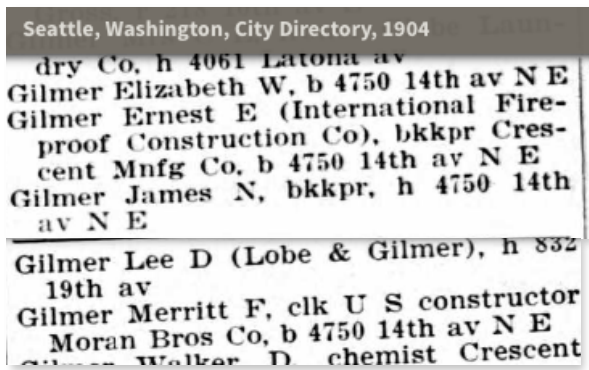 Seattle, Washington, City Directory, 1904
dry Co, h 4061 Latona av
Gilmer Elizabeth W, b 4750 14th av N E
Gilmer Ernest E (International Fire-
proof Construction Co), bkkpr Cres-
cent Mnfg Co, b 4750 14th av N E
Gilmer James N, bkkpr, h 4750 14th
av N E
Gilmer Lee D (Lobe & Gilmer), h 832
19th av
Gilmer Merritt F, clk U S constructor
Moran Bros Co, b 4750 14th av N E
Gilmer Walker D, chemist Crescent